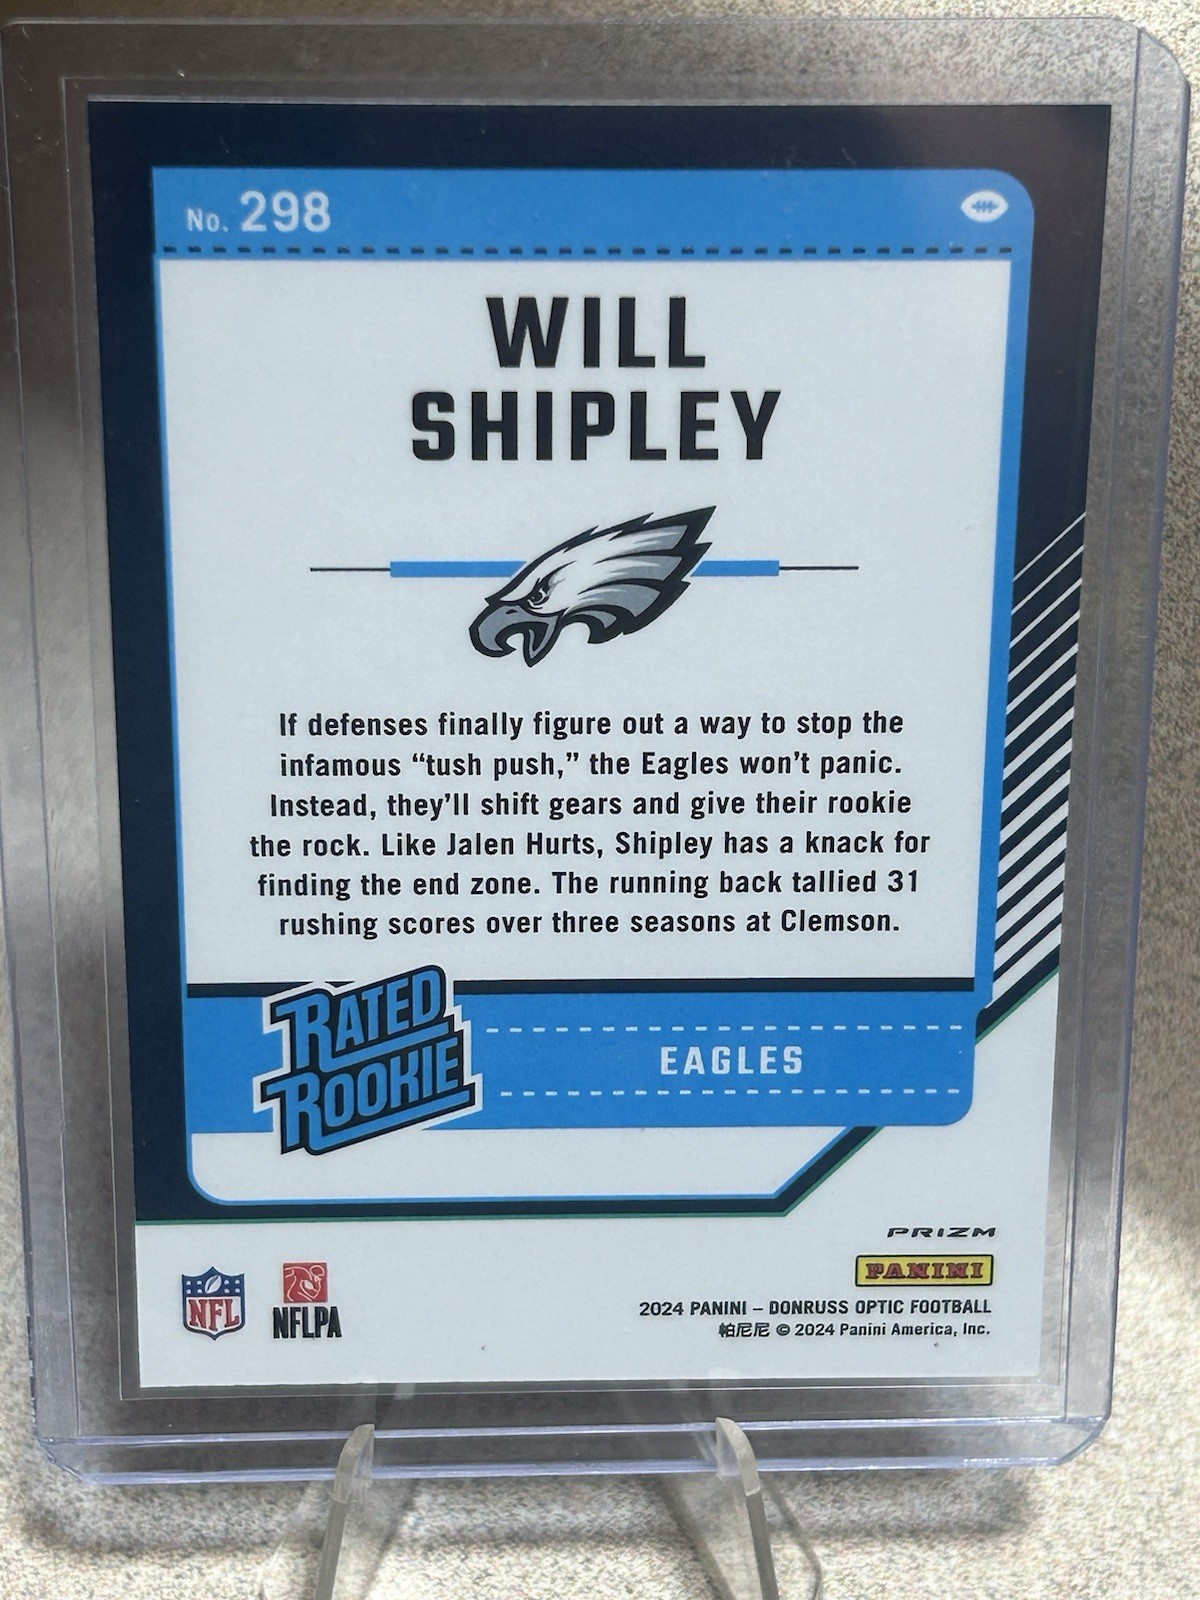 No. 298
WILL
SHIPLEY
If defenses finally figure out a way to stop the
infamous “tush push,” the Eagles won’t panic.
Instead, they’ll shift gears and give their rookie
the rock. Like Jalen Hurts, Shipley has a knack for
finding the end zone. The running back tallied 31
rushing scores over three seasons at Clemson.
RATED
ROOKIE
EAGLES
PRIZM
PANINI
NFL
NFLPA
2024 PANINI – DONRUSS OPTIC FOOTBALL
帕尼尼 © 2024 Panini America, Inc.